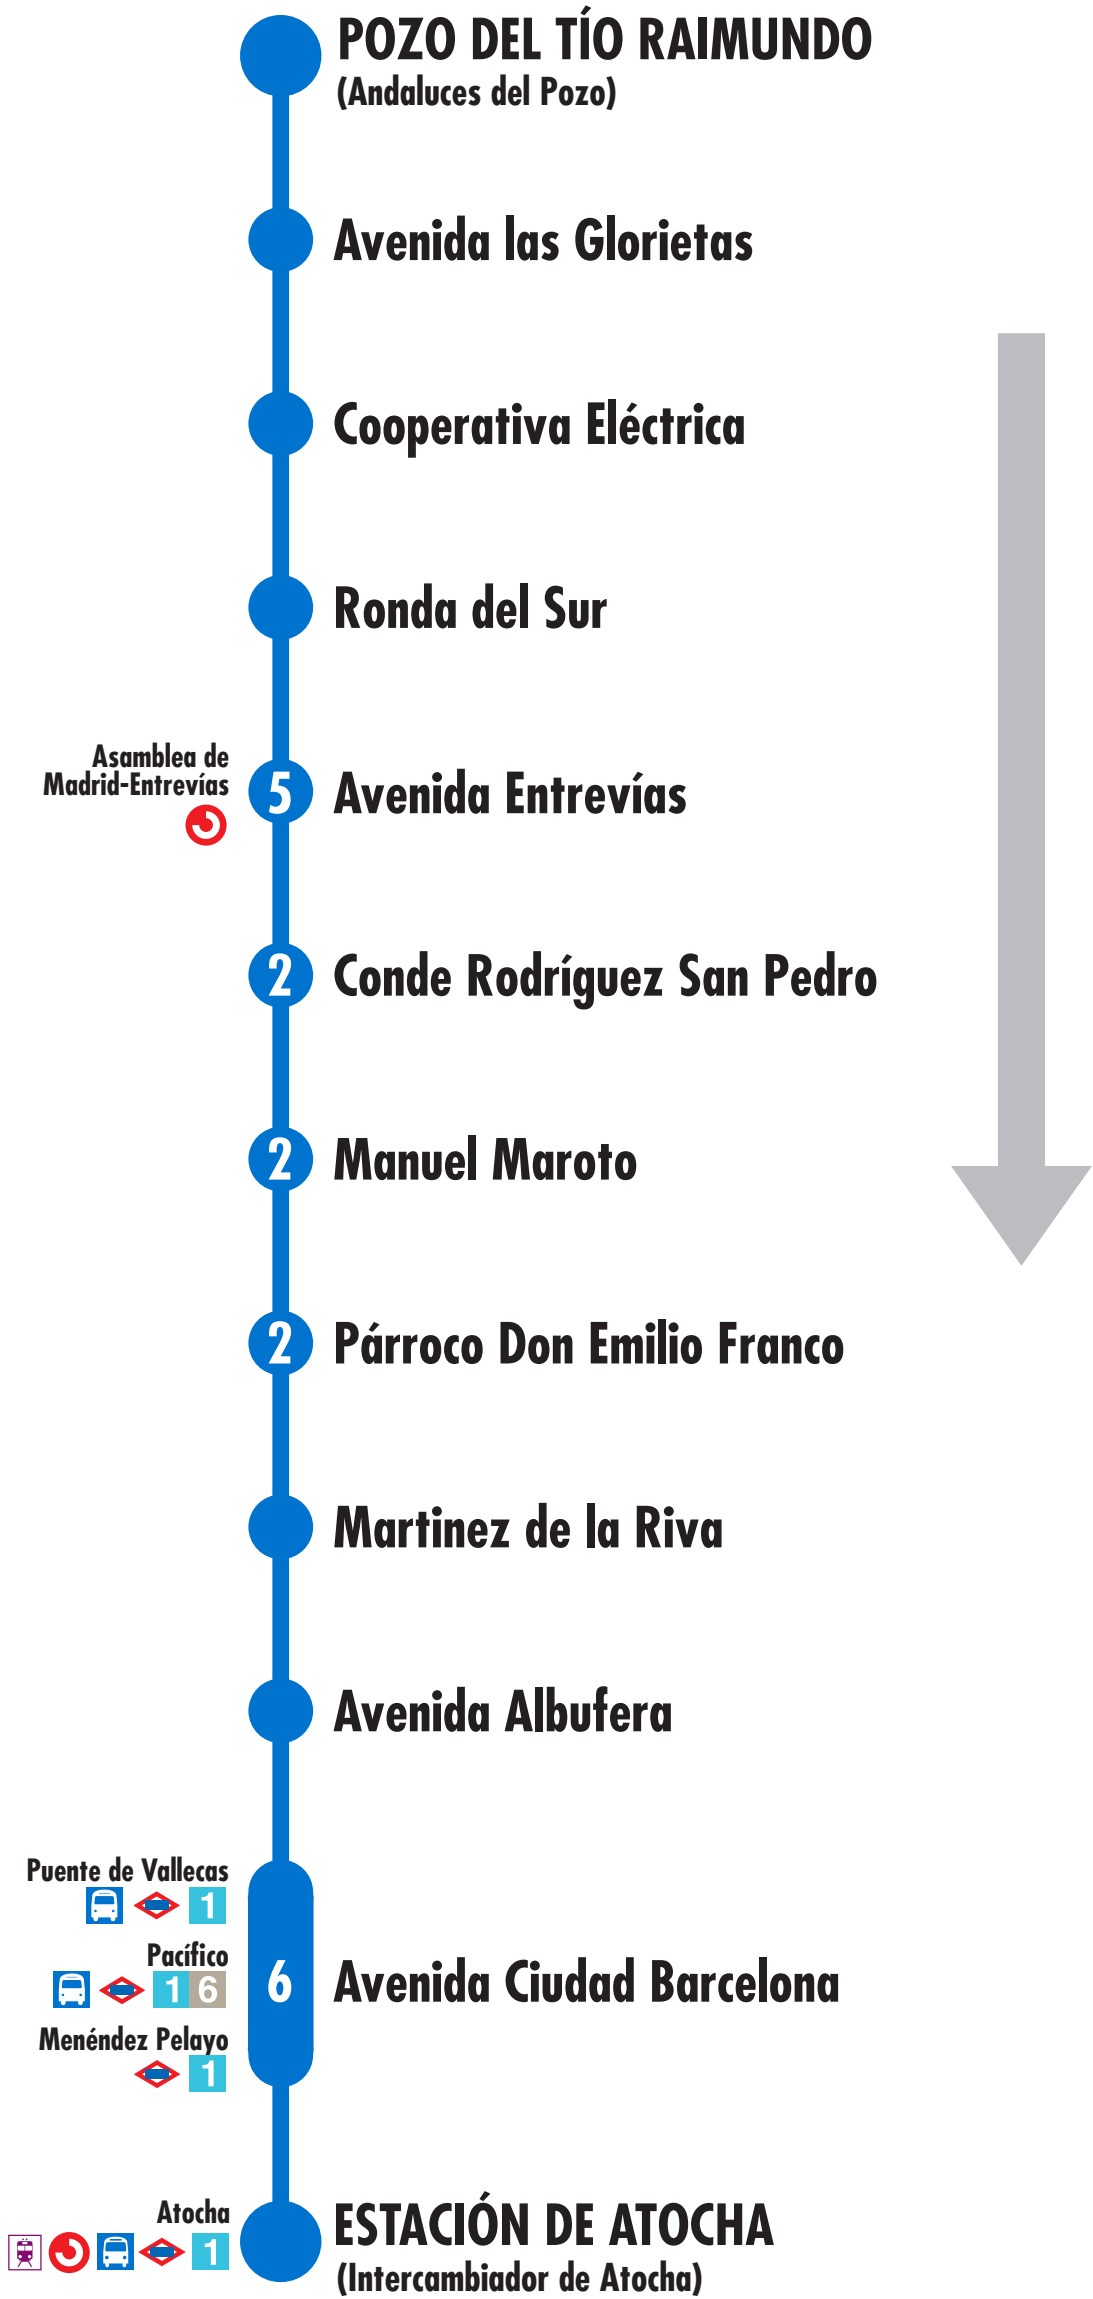 POZO DEL TÍO RAIMUNDO
(Andaluces del Pozo)
Avenida las Glorietas
Cooperativa Eléctrica
Ronda del Sur
Asamblea de
Madrid-Entrevías
5 Avenida Entrevías
2 Conde Rodríguez San Pedro
2 Manuel Maroto
2 Párroco Don Emilio Franco
Martinez de la Riva
Avenida Albufera
Puente de Vallecas
1
Pacífico
1 6
6 Avenida Ciudad Barcelona
Menéndez Pelayo
1
Atocha
1
ESTACIÓN DE ATOCHA
(Intercambiador de Atocha)